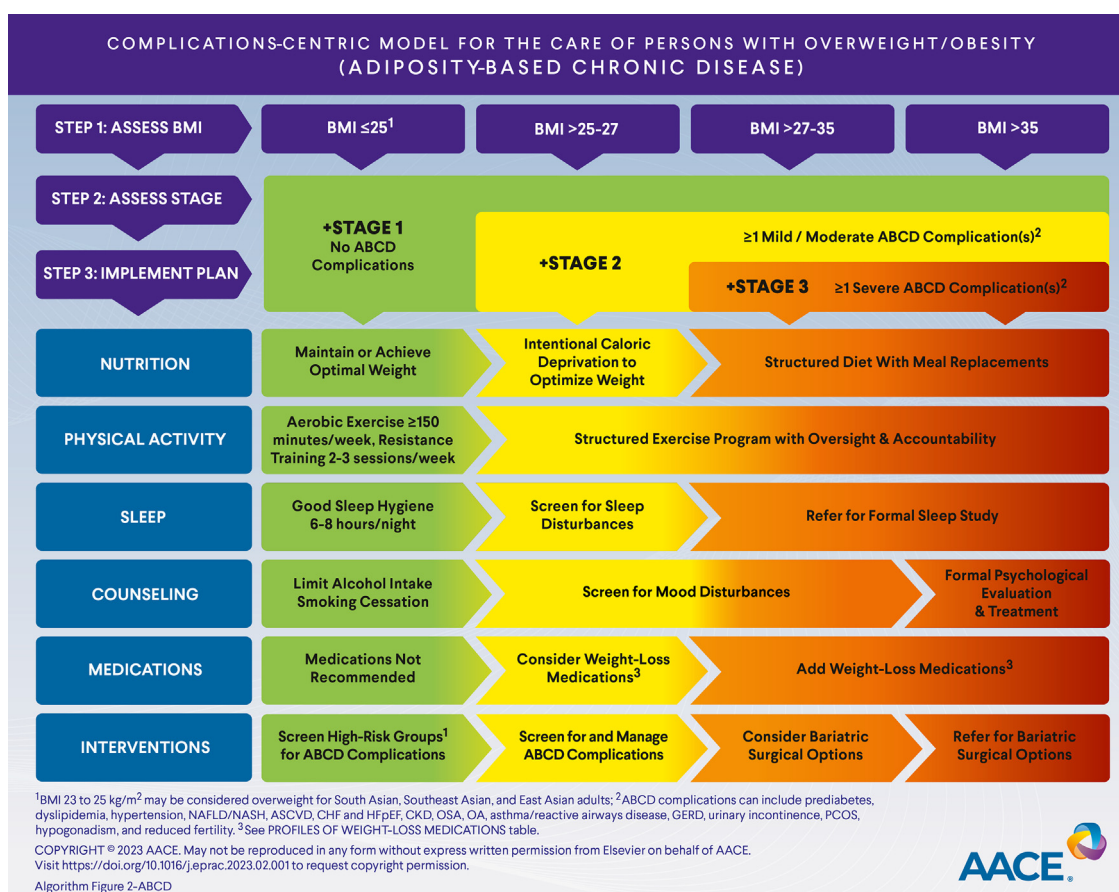 COMPLICATIONS-CENTRIC MODEL FOR THE CARE OF PERSONS WITH OVERWEIGHT/OBESITY
(ADIPOSITY-BASED CHRONIC DISEASE)
STEP 1: ASSESS BMI
BMI ≤25¹
BMI >25-27
BMI >27-35
BMI >35
STEP 2: ASSESS STAGE
STEP 3: IMPLEMENT PLAN
+STAGE 1
No ABCD
Complications
+STAGE 2
≥1 Mild / Moderate ABCD Complication(s)²
+STAGE 3
≥1 Severe ABCD Complication(s)²
NUTRITION
Maintain or Achieve
Optimal Weight
Intentional Caloric
Deprivation to
Optimize Weight
Structured Diet With Meal Replacements
PHYSICAL ACTIVITY
Aerobic Exercise ≥150
minutes/week, Resistance
Training 2-3 sessions/week
Structured Exercise Program with Oversight & Accountability
SLEEP
Good Sleep Hygiene
6-8 hours/night
Screen for Sleep
Disturbances
Refer for Formal Sleep Study
COUNSELING
Limit Alcohol Intake
Smoking Cessation
Screen for Mood Disturbances
Formal Psychological
Evaluation
& Treatment
MEDICATIONS
Medications Not
Recommended
Consider Weight-Loss
Medications³
Add Weight-Loss Medications³
INTERVENTIONS
Screen High-Risk Groups¹
for ABCD Complications
Screen for and Manage
ABCD Complications
Consider Bariatric
Surgical Options
Refer for Bariatric
Surgical Options
¹BMI 23 to 25 kg/m² may be considered overweight for South Asian, Southeast Asian, and East Asian adults; ²ABCD complications can include prediabetes,
dyslipidemia, hypertension, NAFLD/NASH, ASCVD, CHF and HFpEF, CKD, OSA, OA, asthma/reactive airways disease, GERD, urinary incontinence, PCOS,
hypogonadism, and reduced fertility. ³See PROFILES OF WEIGHT-LOSS MEDICATIONS table.
COPYRIGHT © 2023 AACE. May not be reproduced in any form without express written permission from Elsevier on behalf of AACE.
Visit https://doi.org/10.1016/j.eprac.2023.02.001 to request copyright permission.
Algorithm Figure 2-ABCD
AACE®